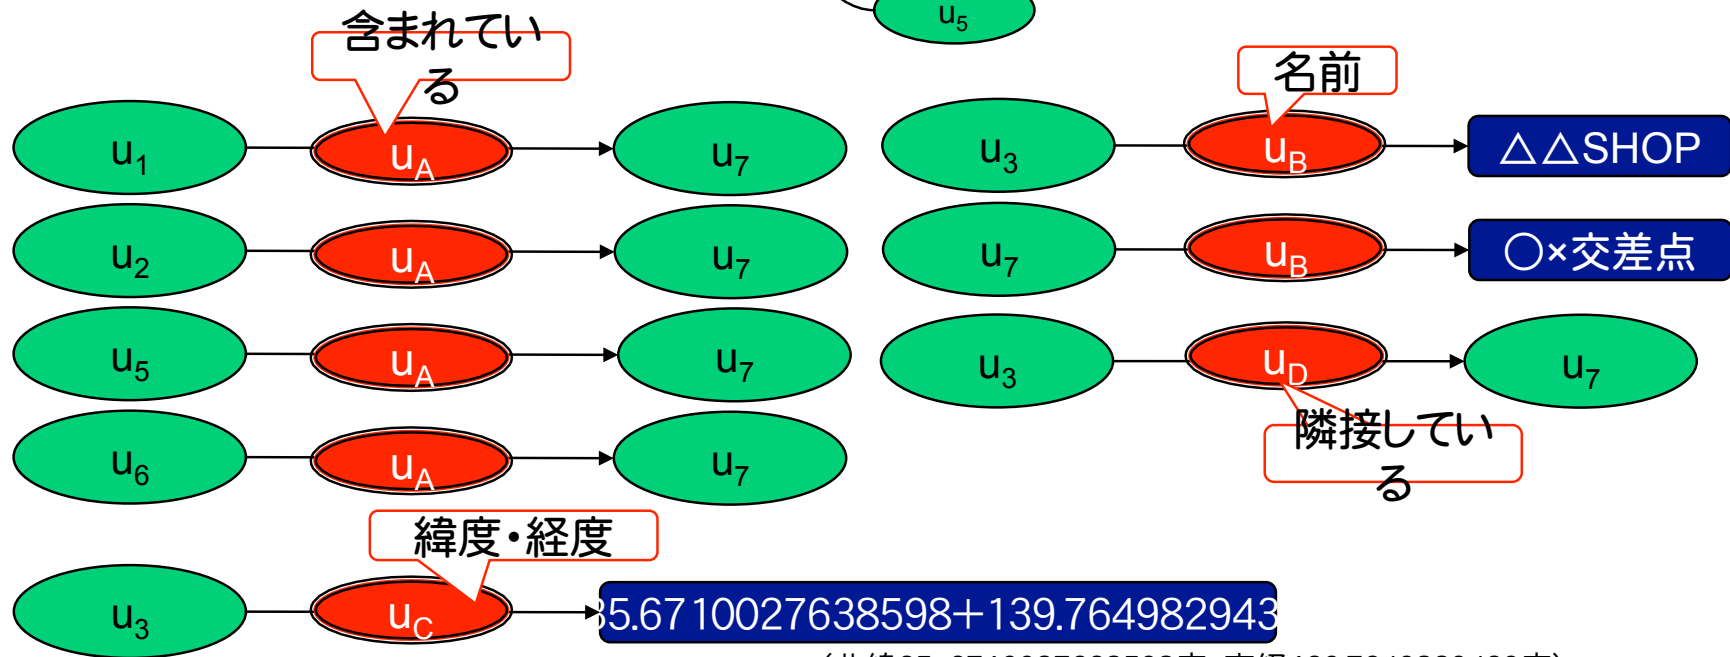 u5
含まれてい
る
名前
u1 uA u7
u3 uB △△SHOP
u2 uA u7
u7 uB ○×交差点
u5 uA u7
u3 uD u7
隣接してい
る
u6 uA u7
緯度・経度
u3 uC 35.6710027638598+139.764982943